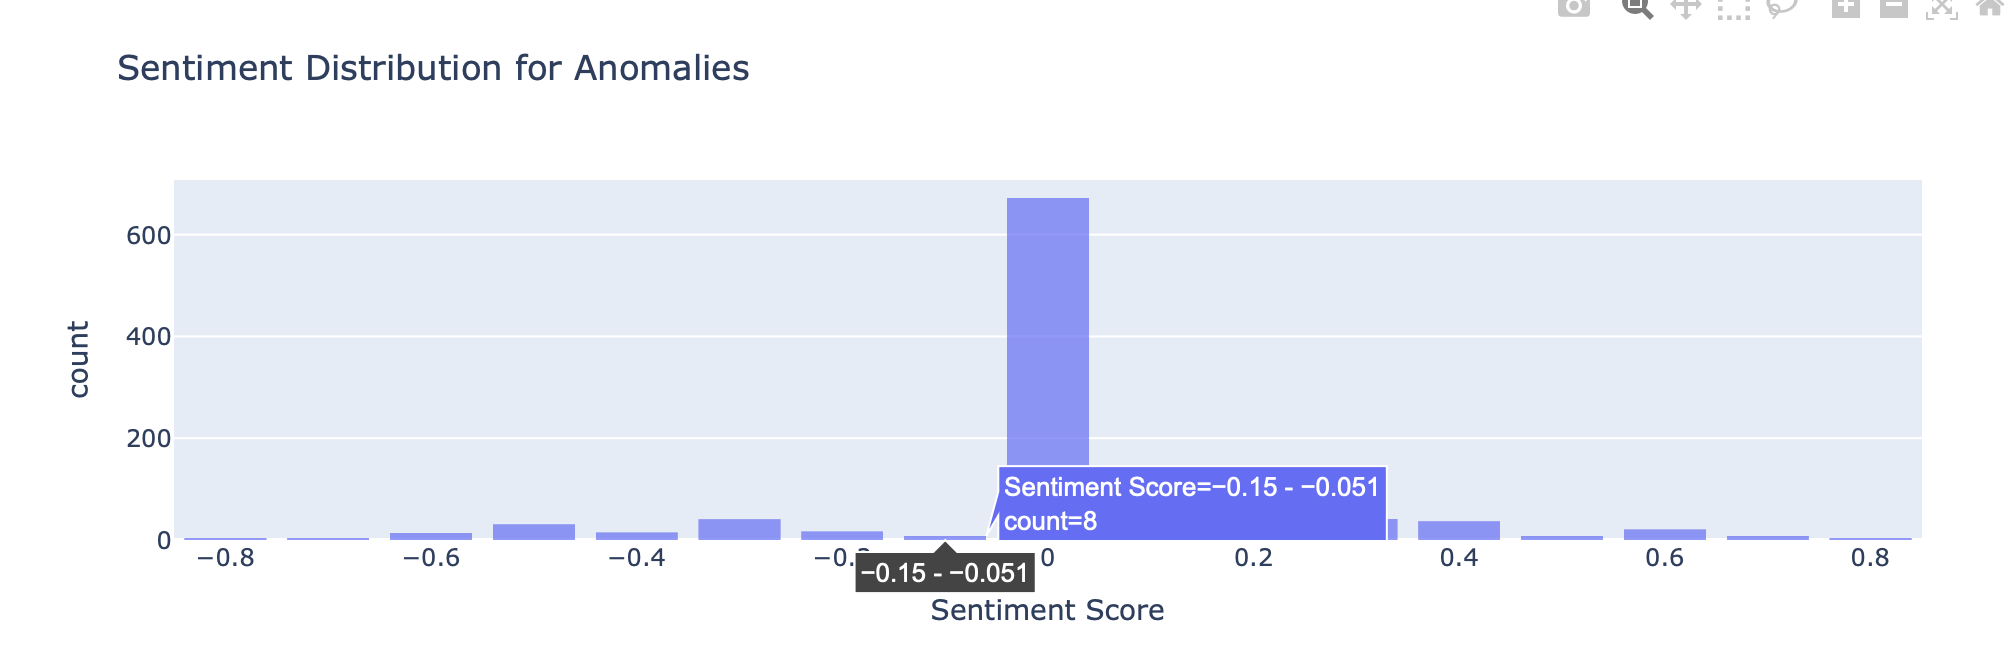 Sentiment Distribution for Anomalies
600
400
200
0
count
Sentiment Score=−0.15 - −0.051
count=8
−0.8 −0.6 −0.4 0 0.2 0.4 0.6 0.8
−0.15 - −0.051
Sentiment Score